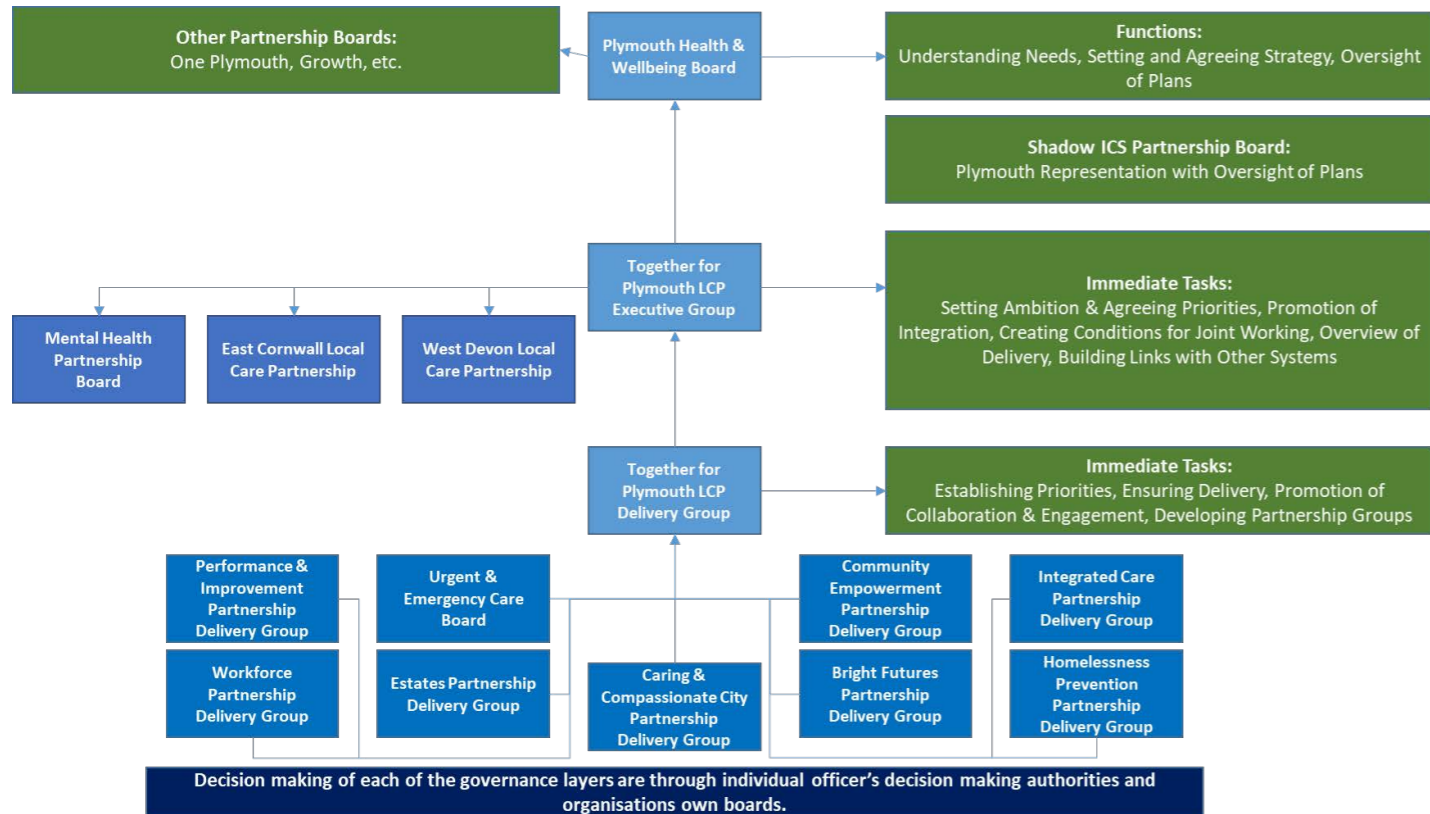 Other Partnership Boards:
One Plymouth, Growth, etc.
Plymouth Health &
Wellbeing Board
Functions:
Understanding Needs, Setting and Agreeing Strategy, Oversight
of Plans
Shadow ICS Partnership Board:
Plymouth Representation with Oversight of Plans
Together for
Plymouth LCP
Executive Group
Immediate Tasks:
Setting Ambition & Agreeing Priorities, Promotion of
Integration, Creating Conditions for Joint Working, Overview of
Delivery, Building Links with Other Systems
Mental Health
Partnership
Board
East Cornwall Local
Care Partnership
West Devon Local
Care Partnership
Together for
Plymouth LCP
Delivery Group
Immediate Tasks:
Establishing Priorities, Ensuring Delivery, Promotion of
Collaboration & Engagement, Developing Partnership Groups
Performance &
Improvement
Partnership
Delivery Group
Urgent &
Emergency Care
Board
Community
Empowerment
Partnership
Delivery Group
Integrated Care
Partnership
Delivery Group
Workforce
Partnership
Delivery Group
Estates Partnership
Delivery Group
Caring &
Compassionate City
Partnership
Delivery Group
Bright Futures
Partnership
Delivery Group
Homelessness
Prevention
Partnership
Delivery Group
Decision making of each of the governance layers are through individual officer's decision making authorities and
organisations own boards.